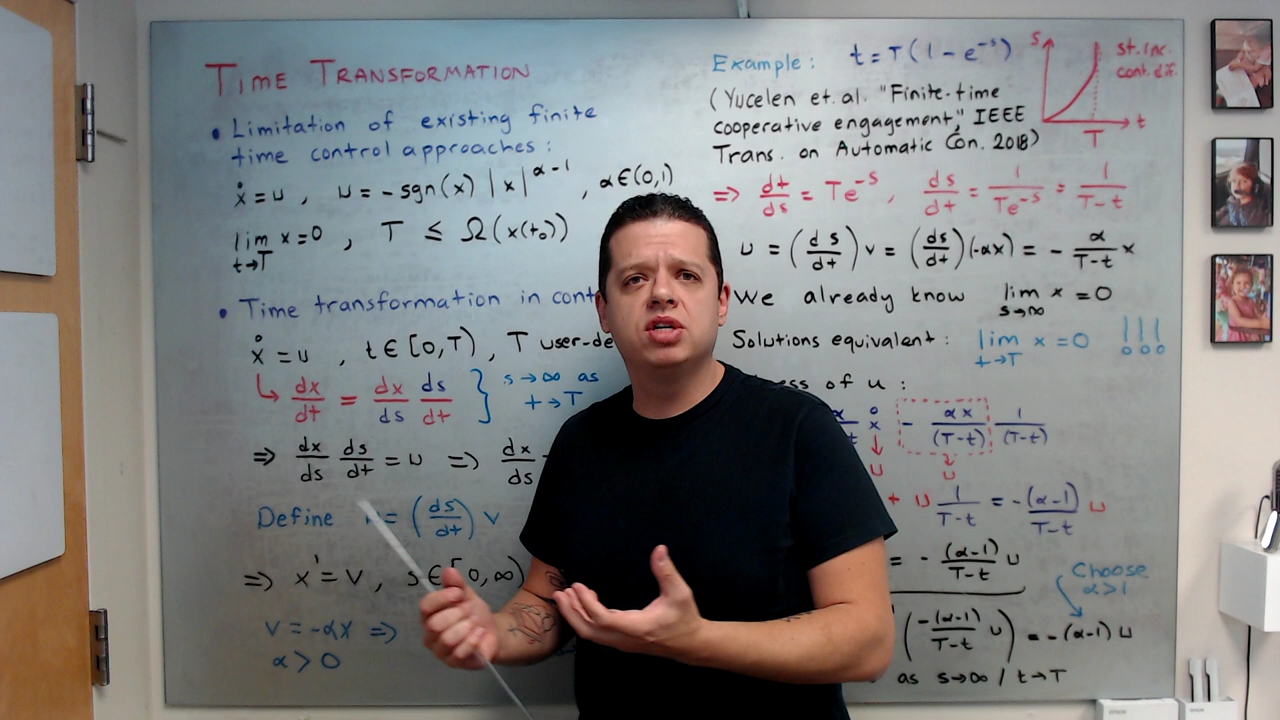 TIME TRANSFORMATION
• Limitation of existing finite
time control approaches:
ẋ = u , u = -sgn(x) |x|^{α-1} , α∈(0,1)
lim x=0 , T ≤ Ω(x(t₀))
t→T
• Time transformation in cont
ẋ = u , t∈[0,T) , T user-de
↳ dx/dt = dx/ds ds/dt } s→∞ as
t→T
⇒ dx/ds ds/dt = u ⇒ dx/ds
Define = (ds/dt) v
⇒ x' = v , s∈[0,∞)
v = -αx ⇒
α > 0
Example: t = T(1 - e^{-s})
(Yucelen et. al. "Finite-time
cooperative engagement," IEEE
Trans. on Automatic Con. 2018)
s
st. inc.
cont. dif.
T t
⇒ dt/ds = Te^{-s} , ds/dt = 1/Te^{-s} = 1/T-t
u = (ds/dt) v = (ds/dt)(-αx) = - α/T-t x
We already know lim x = 0
s→∞
Solutions equivalent: lim x = 0 !!!
t→T
ess of u :
ẋ - αx/(T-t) 1/(T-t)
u u
+ u 1/T-t = -(α-1)/T-t u
= - (α-1)/T-t u
Choose
α>1
(-(α-1)/T-t u) = -(α-1) u
as s→∞ / t→T
EPSON
EPSON